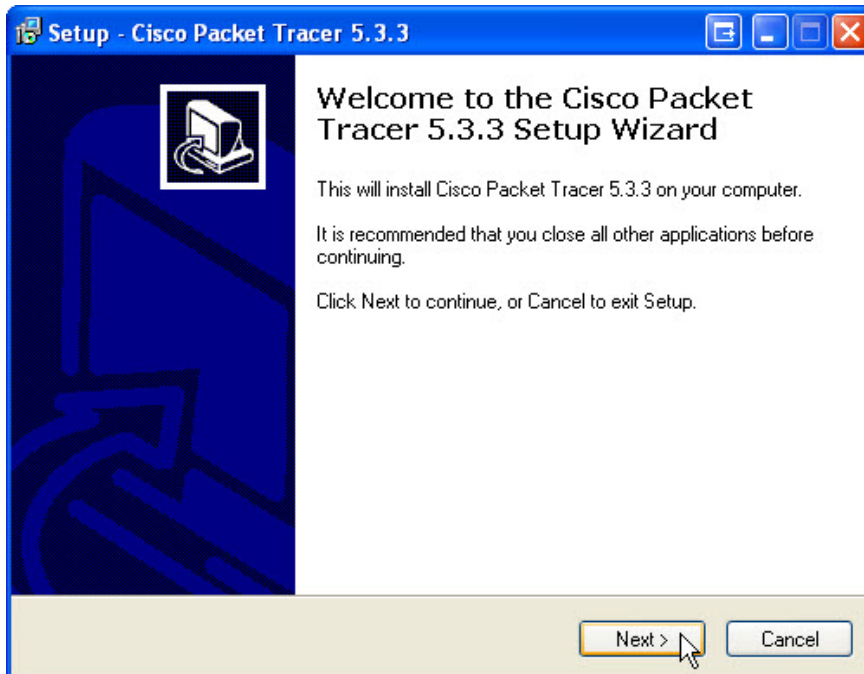 Setup - Cisco Packet Tracer 5.3.3
Welcome to the Cisco Packet
Tracer 5.3.3 Setup Wizard
This will install Cisco Packet Tracer 5.3.3 on your computer.
It is recommended that you close all other applications before
continuing.
Click Next to continue, or Cancel to exit Setup.
Next >
Cancel